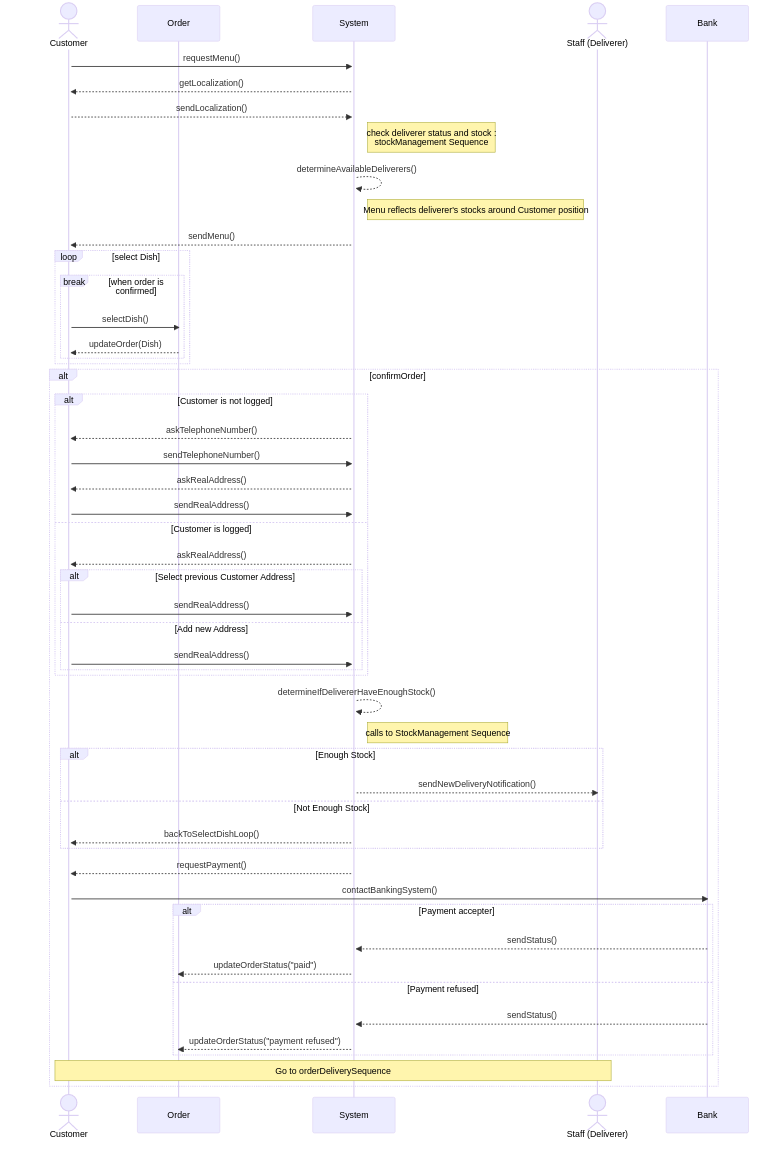 Customer
Order
System
Staff (Deliverer)
Bank
requestMenu()
getLocalization()
sendLocalization()
check deliverer status and stock :
stockManagement Sequence
determineAvailableDeliverers()
Menu reflects deliverer's stocks around Customer position
sendMenu()
loop
[select Dish]
break
[when order is
confirmed]
selectDish()
updateOrder(Dish)
alt
[confirmOrder]
alt
[Customer is not logged]
askTelephoneNumber()
sendTelephoneNumber()
askRealAddress()
sendRealAddress()
[Customer is logged]
askRealAddress()
alt
[Select previous Customer Address]
sendRealAddress()
[Add new Address]
sendRealAddress()
determineIfDelivererHaveEnoughStock()
calls to StockManagement Sequence
alt
[Enough Stock]
sendNewDeliveryNotification()
[Not Enough Stock]
backToSelectDishLoop()
requestPayment()
contactBankingSystem()
alt
[Payment accepter]
sendStatus()
updateOrderStatus("paid")
[Payment refused]
sendStatus()
updateOrderStatus("payment refused")
Go to orderDeliverySequence
Customer
Order
System
Staff (Deliverer)
Bank